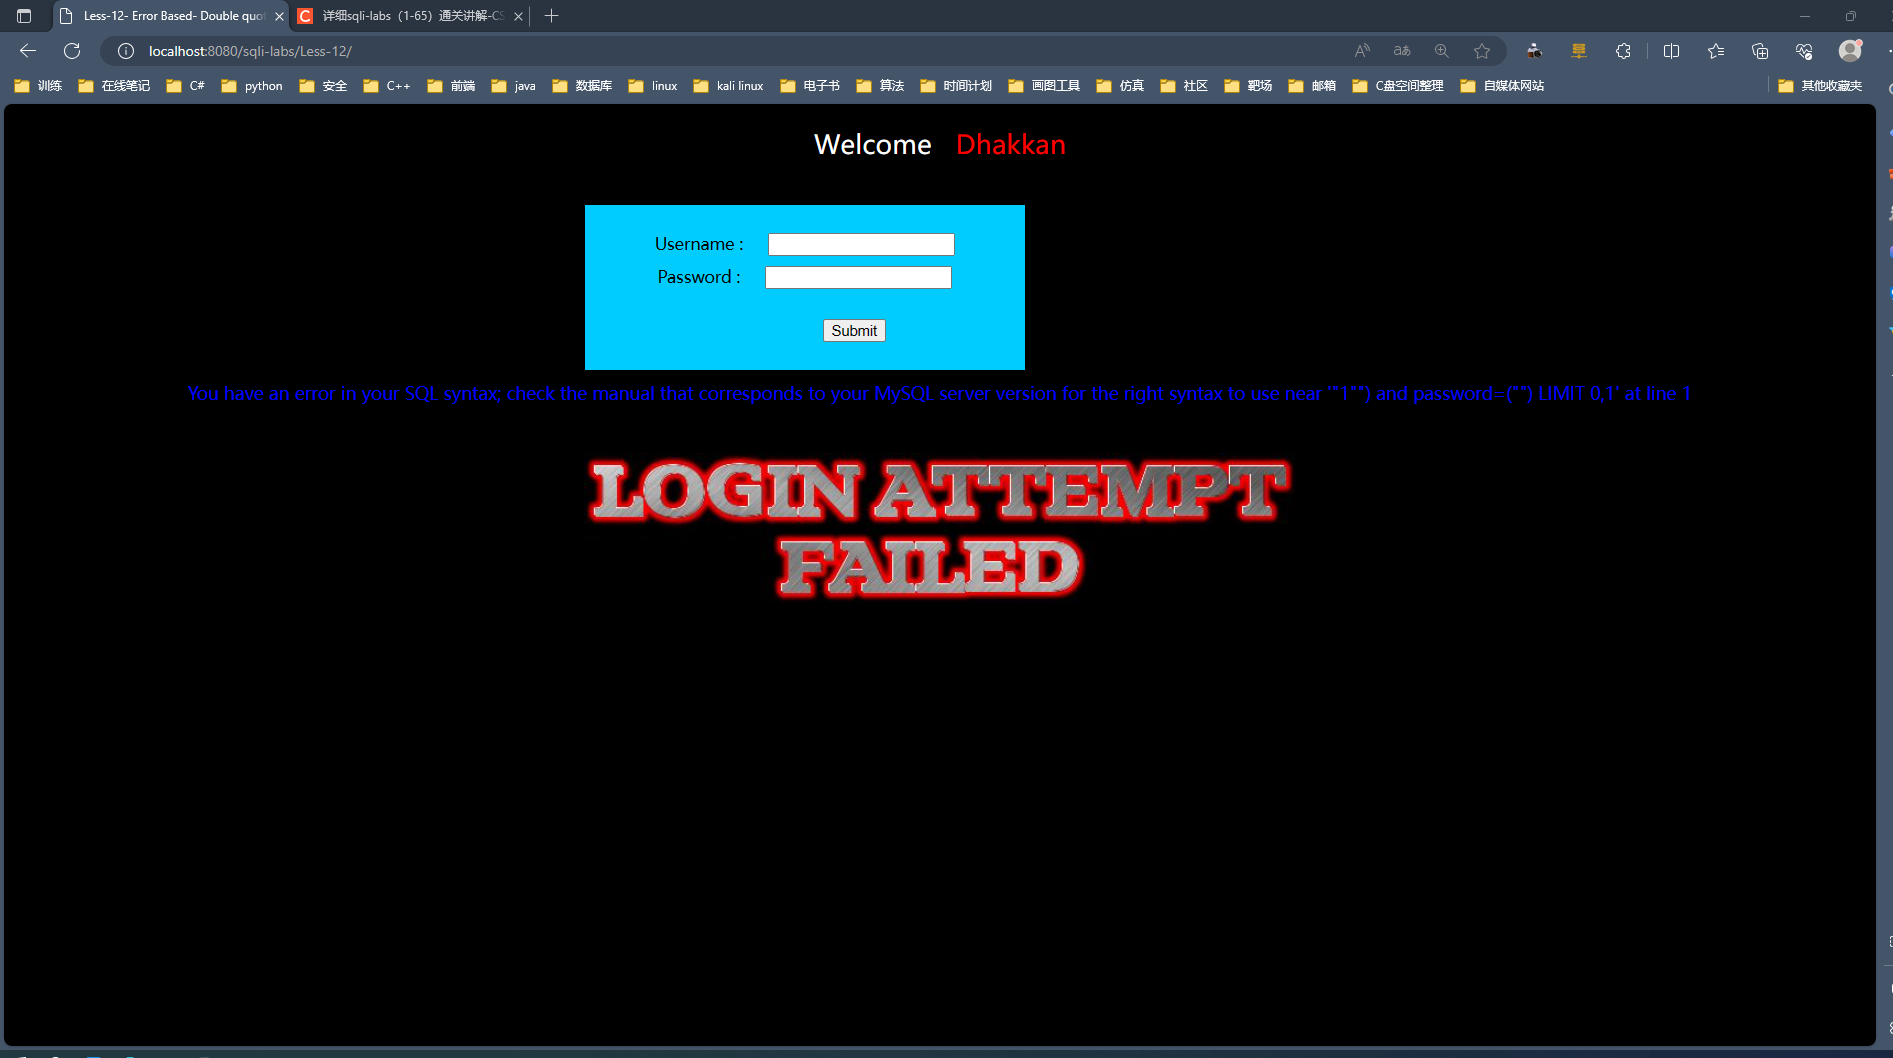 Less-12- Error Based- Double quo
详细sqli-labs（1-65）通关讲解-CS
localhost:8080/sqli-labs/Less-12/
训练 在线笔记 C# python 安全 C++ 前端 java 数据库 linux kali linux 电子书 算法 时间计划 画图工具 仿真 社区 靶场 邮箱 C盘空间整理 自媒体网站 其他收藏夹
Welcome Dhakkan
Username :
Password :
Submit
You have an error in your SQL syntax; check the manual that corresponds to your MySQL server version for the right syntax to use near '"1"") and password=("") LIMIT 0,1' at line 1
LOGIN ATTEMPT
FAILED